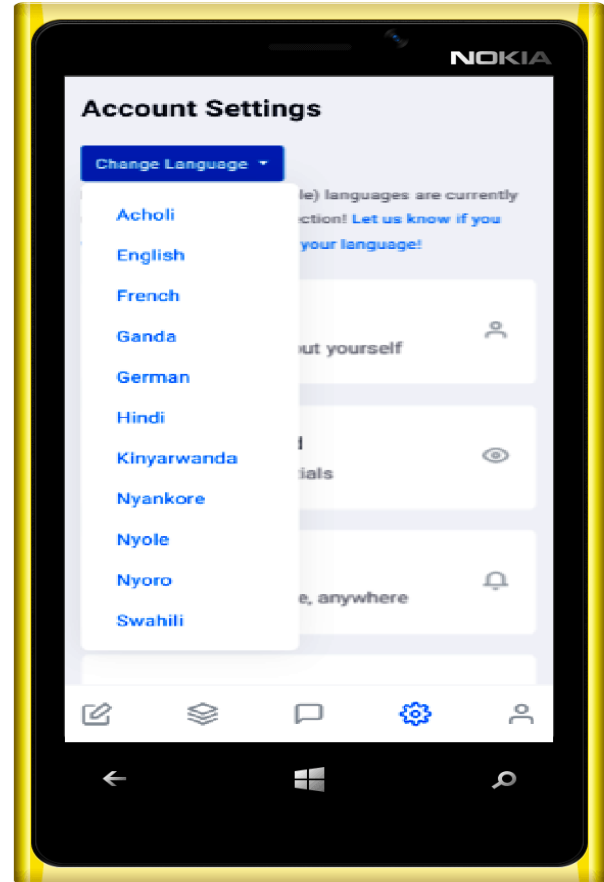 NOKIA
Account Settings
Change Language
le) languages are currently
ction! Let us know if you
your language!
Acholi
English
French
Ganda
German
Hindi
Kinyarwanda
Nyankore
Nyole
Nyoro
Swahili
out yourself
d
tials
e, anywhere